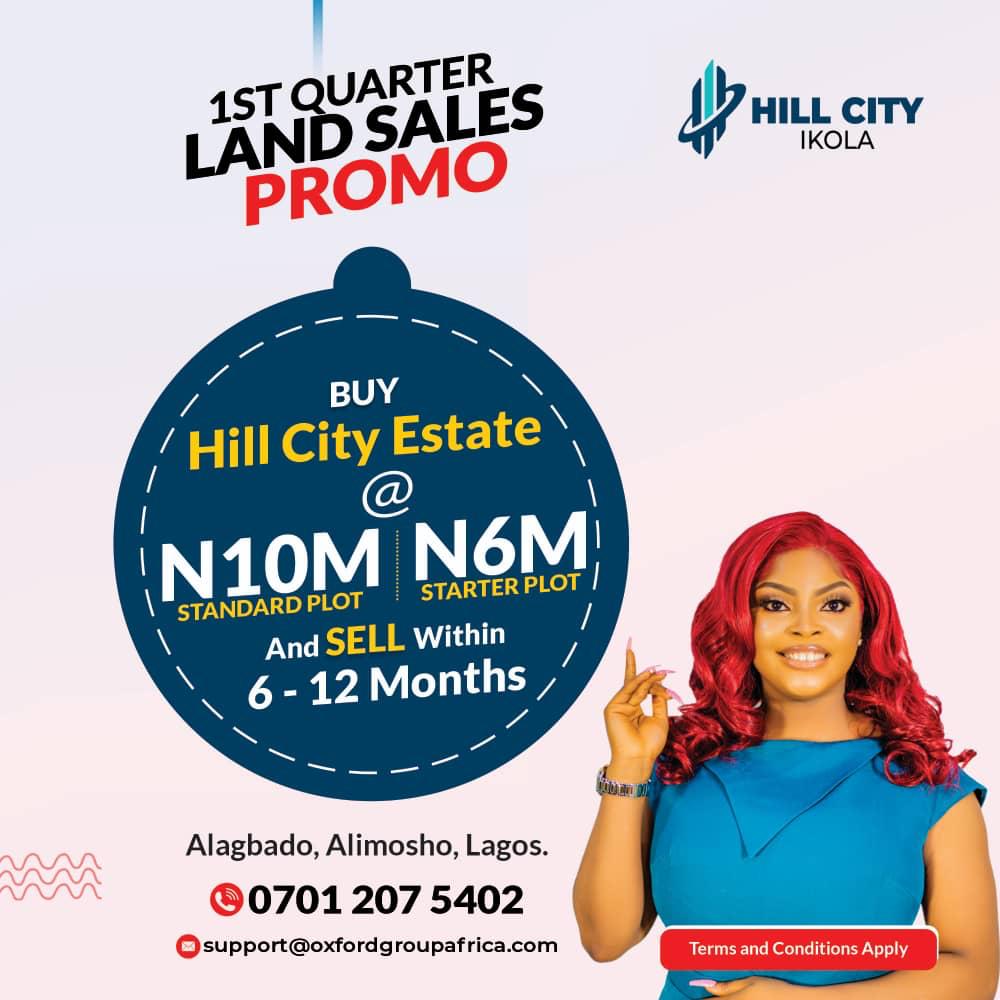 1ST QUARTER
LAND SALES
PROMO
HILL CITY
IKOLA
BUY
Hill City Estate
@
N10M | N6M
STANDARD PLOT STARTER PLOT
And SELL Within
6 - 12 Months
Alagbado, Alimosho, Lagos.
0701 207 5402
support@oxfordgroupafrica.com
Terms and Conditions Apply